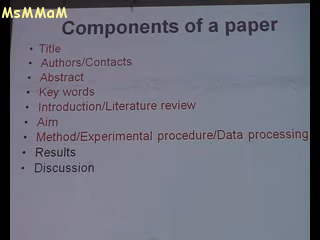 MsMMaM
Components of a paper
• Title
• Authors/Contacts
• Abstract
• Key words
• Introduction/Literature review
• Aim
• Method/Experimental procedure/Data processing
• Results
• Discussion